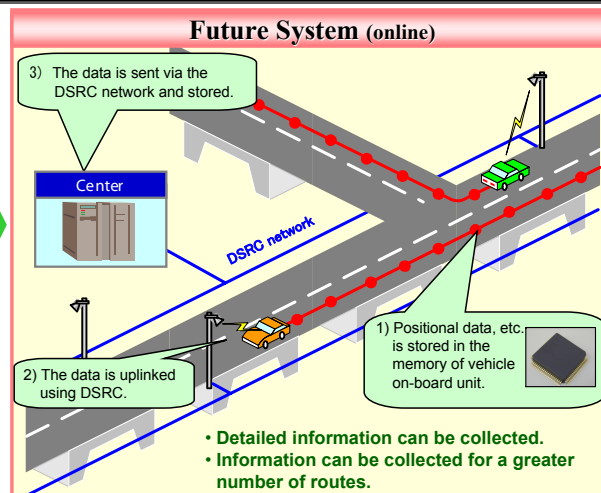 Future System (online)
3) The data is sent via the
DSRC network and stored.
Center
DSRC network
1) Positional data, etc.
is stored in the
memory of vehicle
on-board unit.
2) The data is uplinked
using DSRC.
• Detailed information can be collected.
• Information can be collected for a greater
number of routes.